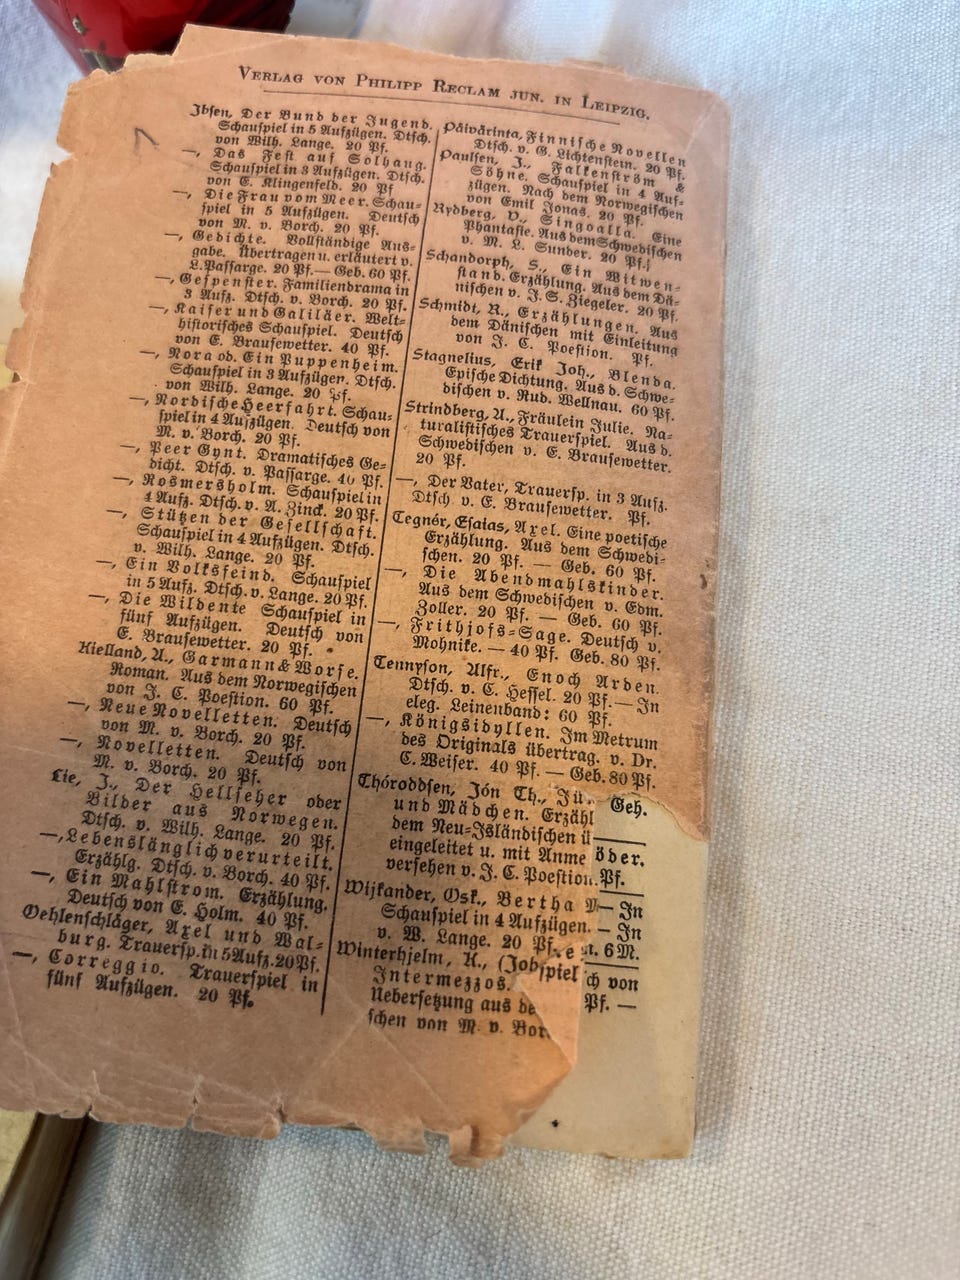 VERLAG VON PHILIPP RECLAM JUN. IN LEIPZIG.
Ibsen, Der Bund der Jugend.
Schauspiel in 5 Aufzügen. Dtsch.
von Wilh. Lange. 20 Pf.
—, Das Fest auf Solhaug.
Schauspiel in 3 Aufzügen. Dtsch.
von E. Klingenfeld. 20 Pf
—, Die Frau vom Meer. Schau-
spiel in 5 Aufzügen. Deutsch
von M. v. Borch. 20 Pf.
—, Gedichte. Vollständige Aus-
gabe. Übertragen u. erläutert v.
L. Passarge. 20 Pf. — Geb. 60 Pf.
—, Gespenster. Familiendrama in
3 Aufz. Dtsch. v. Borch. 20 Pf.
—, Kaiser und Galiläer. Welt-
historisches Schauspiel. Deutsch
von E. Brausewetter. 40 Pf.
—, Nora od. Ein Puppenheim.
Schauspiel in 3 Aufzügen. Dtsch.
von Wilh. Lange. 20 Pf.
—, Nordische Heerfahrt. Schau-
spiel in 4 Aufzügen. Deutsch von
M. v. Borch. 20 Pf.
—, Peer Gynt. Dramatisches Ge-
dicht. Dtsch. v. Passarge. 40 Pf.
—, Rosmersholm. Schauspiel in
4 Aufz. Dtsch. v. A. Zinck. 20 Pf.
—, Stützen der Gesellschaft.
Schauspiel in 4 Aufzügen. Dtsch.
v. Wilh. Lange. 20 Pf.
—, Ein Volksfeind. Schauspiel
in 5 Aufz. Dtsch. v. Lange. 20 Pf.
—, Die Wildente Schauspiel in
fünf Aufzügen. Deutsch von
E. Brausewetter. 20 Pf.
Kielland, A., Garmann & Worse.
Roman. Aus dem Norwegischen
von J. C. Poestion. 60 Pf.
—, Neue Novelletten. Deutsch
von M. v. Borch. 20 Pf.
—, Novelletten. Deutsch von
M. v. Borch. 20 Pf.
Lie, J., Der Hellseher oder
Bilder aus Norwegen.
Dtsch. v. Wilh. Lange. 20 Pf.
—, Lebenslänglich verurteilt.
Erzählg. Dtsch. v. Borch. 40 Pf.
—, Ein Mahlstrom. Erzählung.
Deutsch von E. Holm. 40 Pf.
Oehlenschläger, Axel und Wal-
burg. Trauersp. in 5 Aufz. 20 Pf.
—, Correggio. Trauerspiel in
fünf Aufzügen. 20 Pf.
Päivärinta, Finnische Novellen
Dtsch. v. G. Lichtenstein. 20 Pf.
Paulsen, J., Falkenström &
Söhne. Schauspiel in 4 Auf-
zügen. Nach dem Norwegischen
von Emil Jonas. 20 Pf.
Rydberg, V., Singoalla. Eine
Phantasie. Aus dem Schwedischen
v. M. L. Sunder. 20 Pf.
Schandorph, S., Ein Witwen-
stand. Erzählung. Aus dem Dä-
nischen v. J. S. Ziegeler. 20 Pf.
Schmidt, R., Erzählungen. Aus
dem Dänischen mit Einleitung
von J. C. Poestion. Pf.
Stagnelius, Erik Joh., Blenda.
Epische Dichtung. Aus d. Schwe-
dischen v. Rud. Wellnau. 60 Pf.
Strindberg, A., Fräulein Julie. Na-
turalistisches Trauerspiel. Aus d.
Schwedischen v. E. Brausewetter.
20 Pf.
—, Der Vater, Trauersp. in 3 Aufz.
Dtsch v. E. Brausewetter. Pf.
Tegnér, Esaias, Axel. Eine poetische
Erzählung. Aus dem Schwedi-
schen. 20 Pf. — Geb. 60 Pf.
—, Die Abendmahlskinder.
Aus dem Schwedischen v. Edm.
Zoller. 20 Pf. — Geb. 60 Pf.
—, Frithjofs-Sage. Deutsch v.
Mohnike. — 40 Pf. Geb. 80 Pf.
Tennyson, Alfr., Enoch Arden.
Dtsch. v. C. Hessel. 20 Pf. — In
eleg. Leinenband: 60 Pf.
—, Königsidyllen. Im Metrum
des Originals übertrag. v. Dr.
C. Weiser. 40 Pf. — Geb. 80 Pf.
Thóroddsen, Jón Th., Jü. Geh.
und Mädchen. Erzähl
dem Neu-Isländischen ü
eingeleitet u. mit Anme öder.
versehen v. J. C. Poestion. Pf.
Wijkander, Osk., Bertha M — In
Schauspiel in 4 Aufzügen. — In
v. W. Lange. 20 Pf. n. 6 M.
Winterhjelm, K., (Jobspiel ch von
Intermezzos. Pf. —
Uebersetzung aus de
schen von M. v. Bor